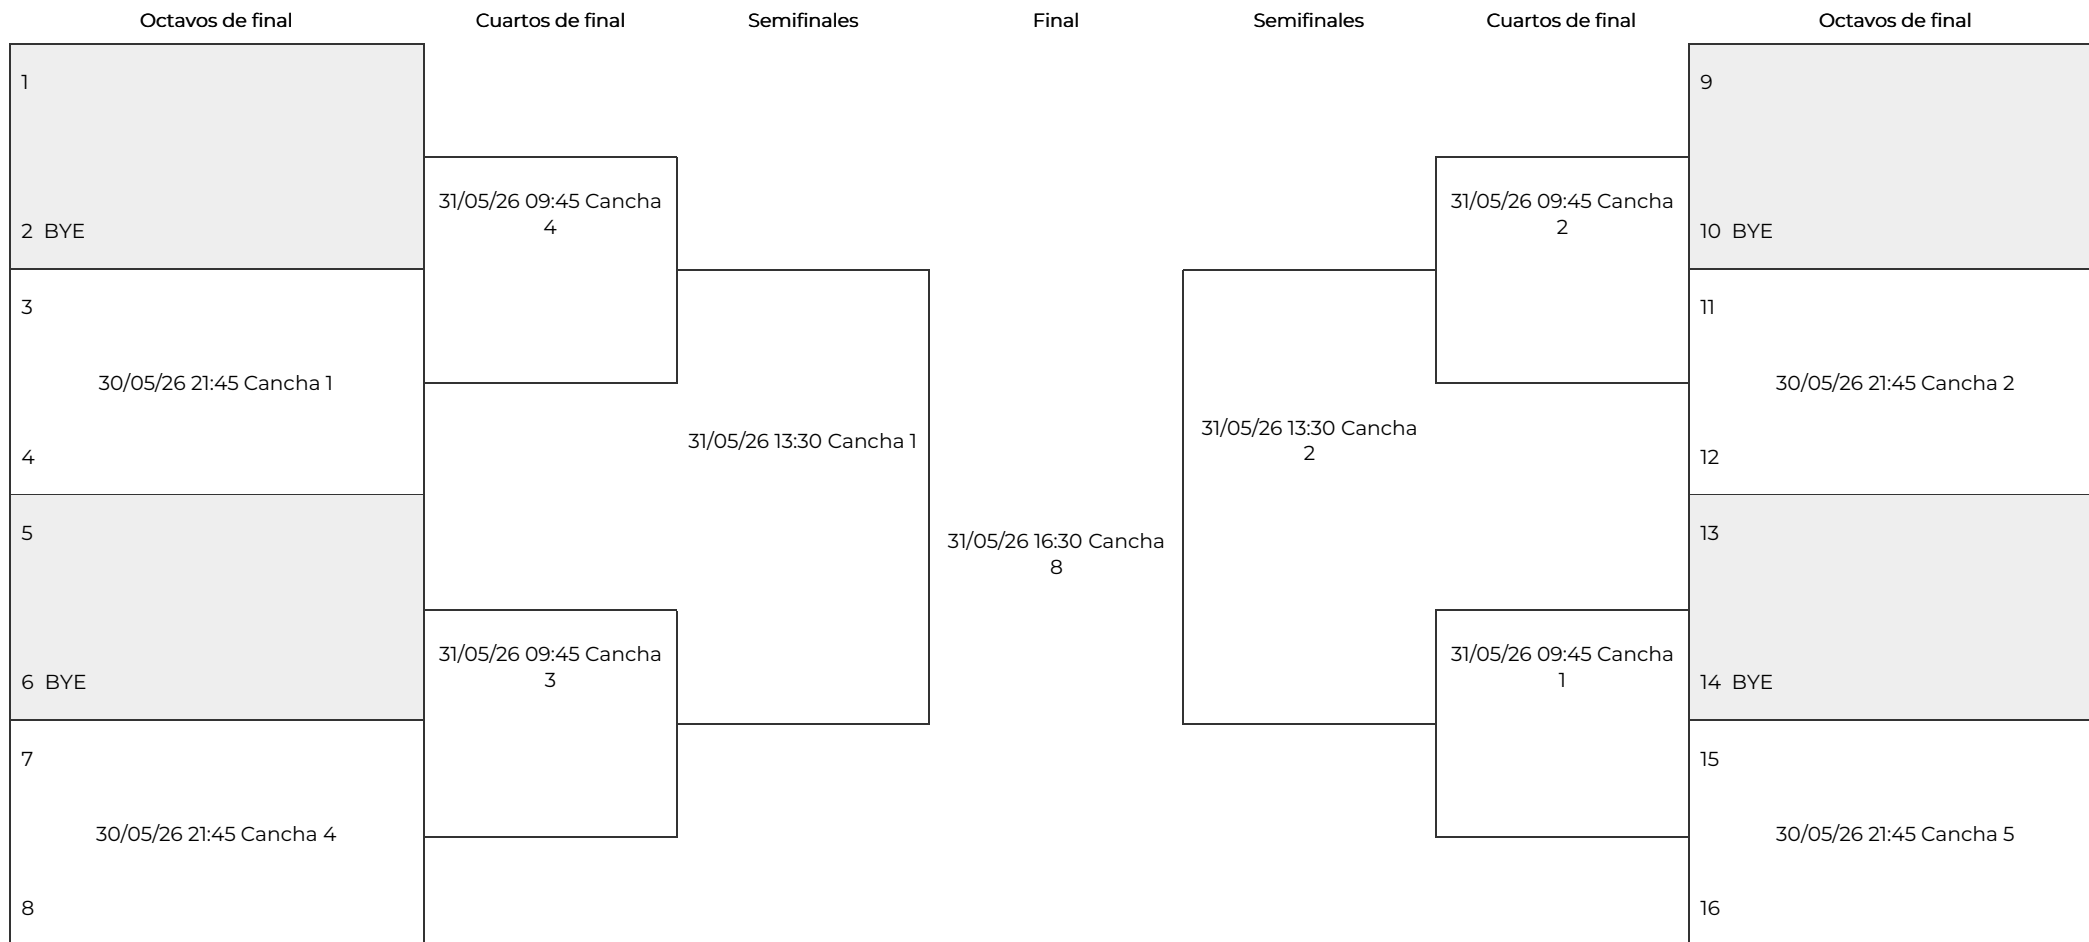 Octavos de final
Cuartos de final
Semifinales
Final
Semifinales
Cuartos de final
Octavos de final
1
2 BYE
3
30/05/26 21:45 Cancha 1
4
5
6 BYE
7
30/05/26 21:45 Cancha 4
8
31/05/26 09:45 Cancha
4
31/05/26 09:45 Cancha
3
31/05/26 13:30 Cancha 1
31/05/26 16:30 Cancha
8
31/05/26 13:30 Cancha
2
31/05/26 09:45 Cancha
2
31/05/26 09:45 Cancha
1
9
10 BYE
11
30/05/26 21:45 Cancha 2
12
13
14 BYE
15
30/05/26 21:45 Cancha 5
16